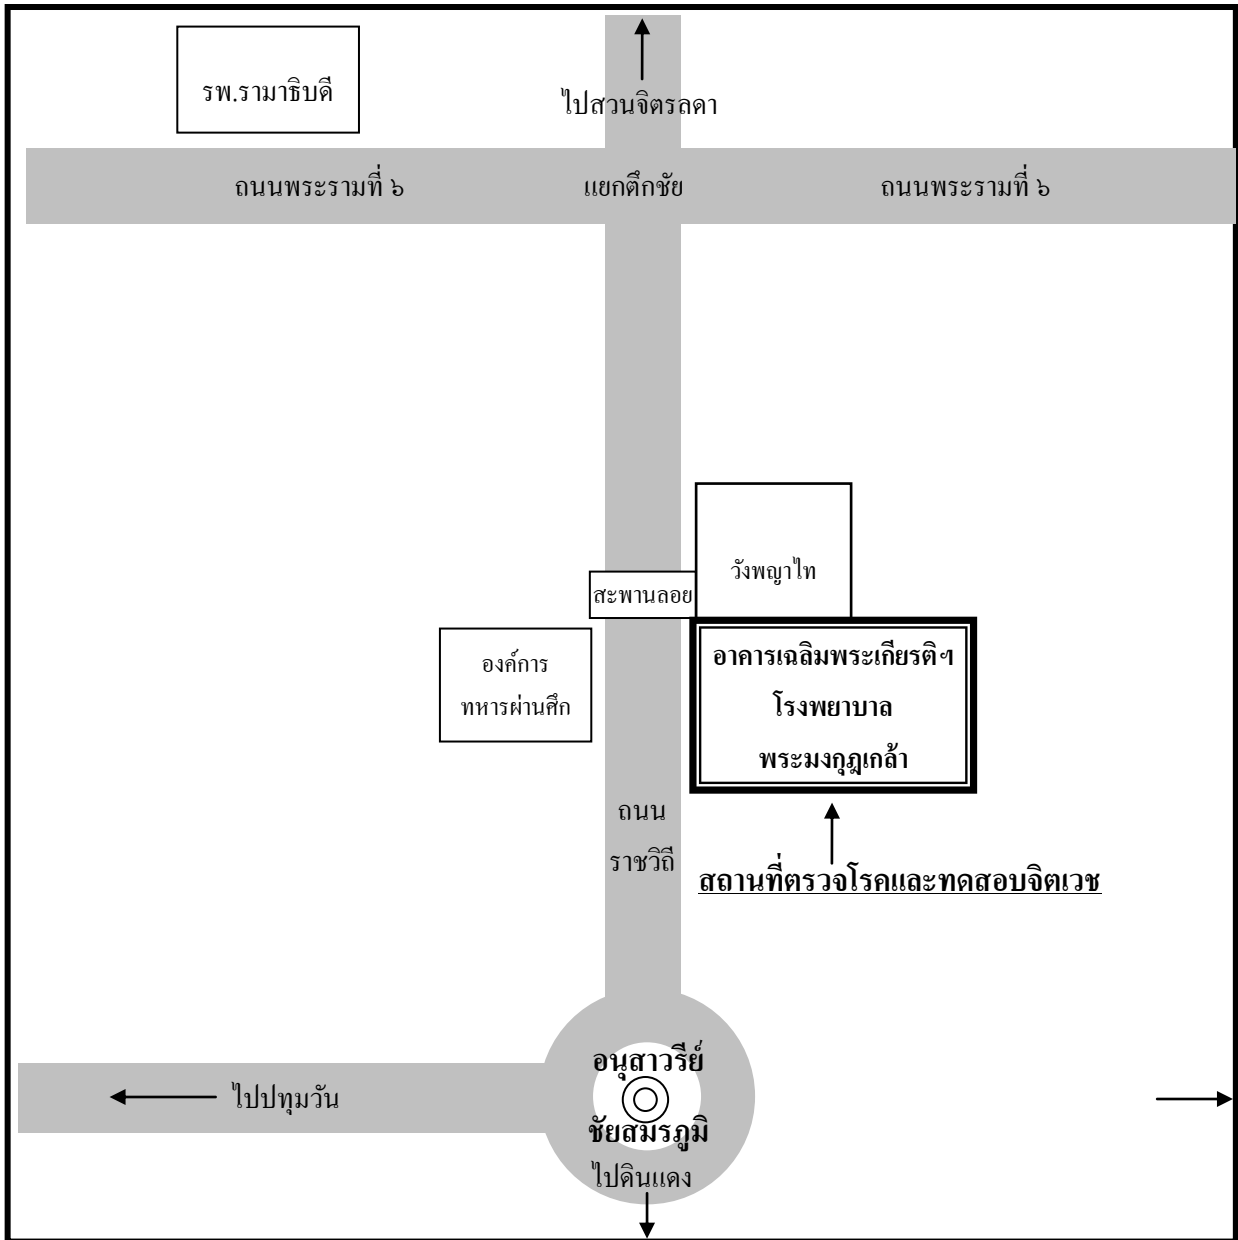 รพ.รามาธิบดี
ไปสวนจิตรลดา
ถนนพระรามที่ ๖
แยกตึกชัย
ถนนพระรามที่ ๖
วังพญาไท
สะพานลอย
องค์การ
ทหารผ่านศึก
อาคารเฉลิมพระเกียรติฯ
โรงพยาบาล
พระมงกุฎเกล้า
ถนน
ราชวิถี
สถานที่ตรวจโรคและทดสอบจิตเวช
อนุสาวรีย์
ชัยสมรภูมิ
ไปปทุมวัน
ไปดินแดง